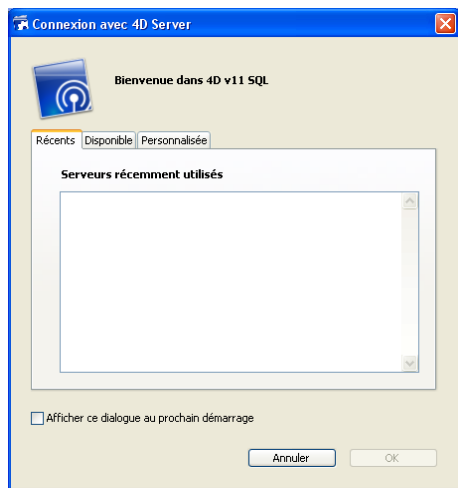 Connexion avec 4D Server
Bienvenue dans 4D v11 SQL
Récents Disponible Personnalisée
Serveurs récemment utilisés
Afficher ce dialogue au prochain démarrage
Annuler OK